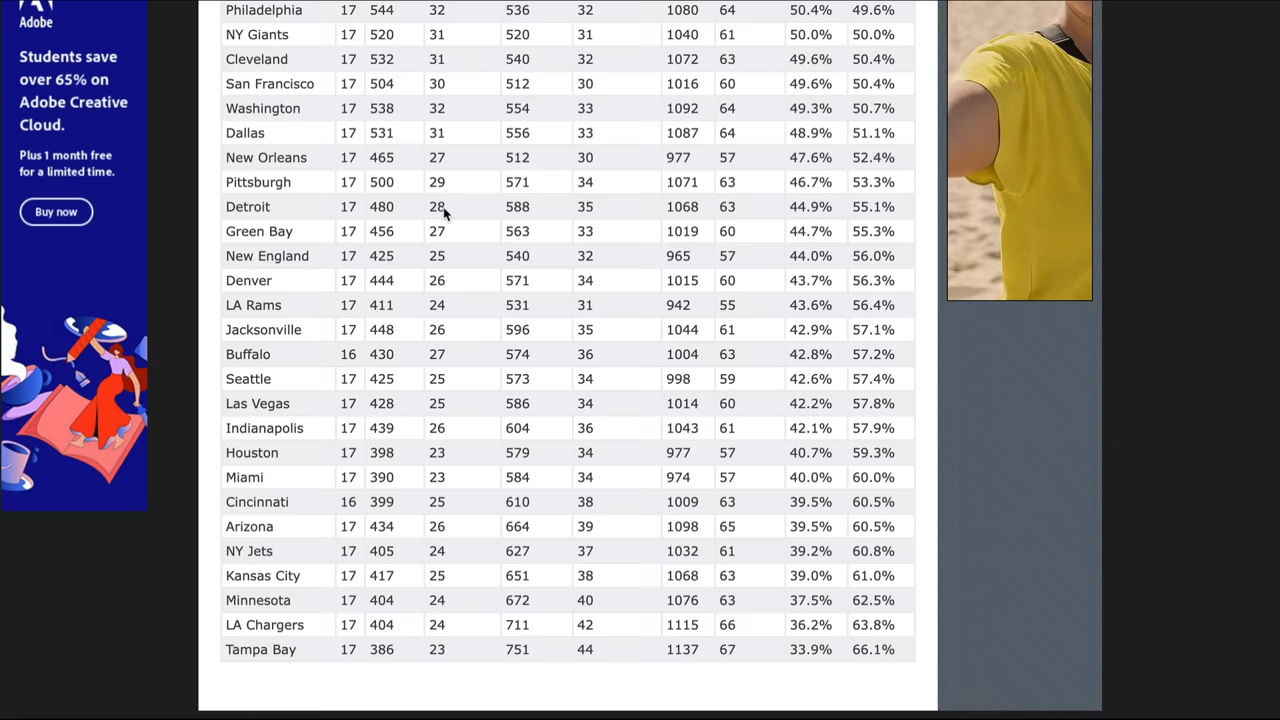 Adobe
Students save
over 65% on
Adobe Creative
Cloud.
Plus 1 month free
for a limited time.
Buy now
Philadelphia 17 544 32 536 32 1080 64 50.4% 49.6%
NY Giants 17 520 31 520 31 1040 61 50.0% 50.0%
Cleveland 17 532 31 540 32 1072 63 49.6% 50.4%
San Francisco 17 504 30 512 30 1016 60 49.6% 50.4%
Washington 17 538 32 554 33 1092 64 49.3% 50.7%
Dallas 17 531 31 556 33 1087 64 48.9% 51.1%
New Orleans 17 465 27 512 30 977 57 47.6% 52.4%
Pittsburgh 17 500 29 571 34 1071 63 46.7% 53.3%
Detroit 17 480 28 588 35 1068 63 44.9% 55.1%
Green Bay 17 456 27 563 33 1019 60 44.7% 55.3%
New England 17 425 25 540 32 965 57 44.0% 56.0%
Denver 17 444 26 571 34 1015 60 43.7% 56.3%
LA Rams 17 411 24 531 31 942 55 43.6% 56.4%
Jacksonville 17 448 26 596 35 1044 61 42.9% 57.1%
Buffalo 16 430 27 574 36 1004 63 42.8% 57.2%
Seattle 17 425 25 573 34 998 59 42.6% 57.4%
Las Vegas 17 428 25 586 34 1014 60 42.2% 57.8%
Indianapolis 17 439 26 604 36 1043 61 42.1% 57.9%
Houston 17 398 23 579 34 977 57 40.7% 59.3%
Miami 17 390 23 584 34 974 57 40.0% 60.0%
Cincinnati 16 399 25 610 38 1009 63 39.5% 60.5%
Arizona 17 434 26 664 39 1098 65 39.5% 60.5%
NY Jets 17 405 24 627 37 1032 61 39.2% 60.8%
Kansas City 17 417 25 651 38 1068 63 39.0% 61.0%
Minnesota 17 404 24 672 40 1076 63 37.5% 62.5%
LA Chargers 17 404 24 711 42 1115 66 36.2% 63.8%
Tampa Bay 17 386 23 751 44 1137 67 33.9% 66.1%